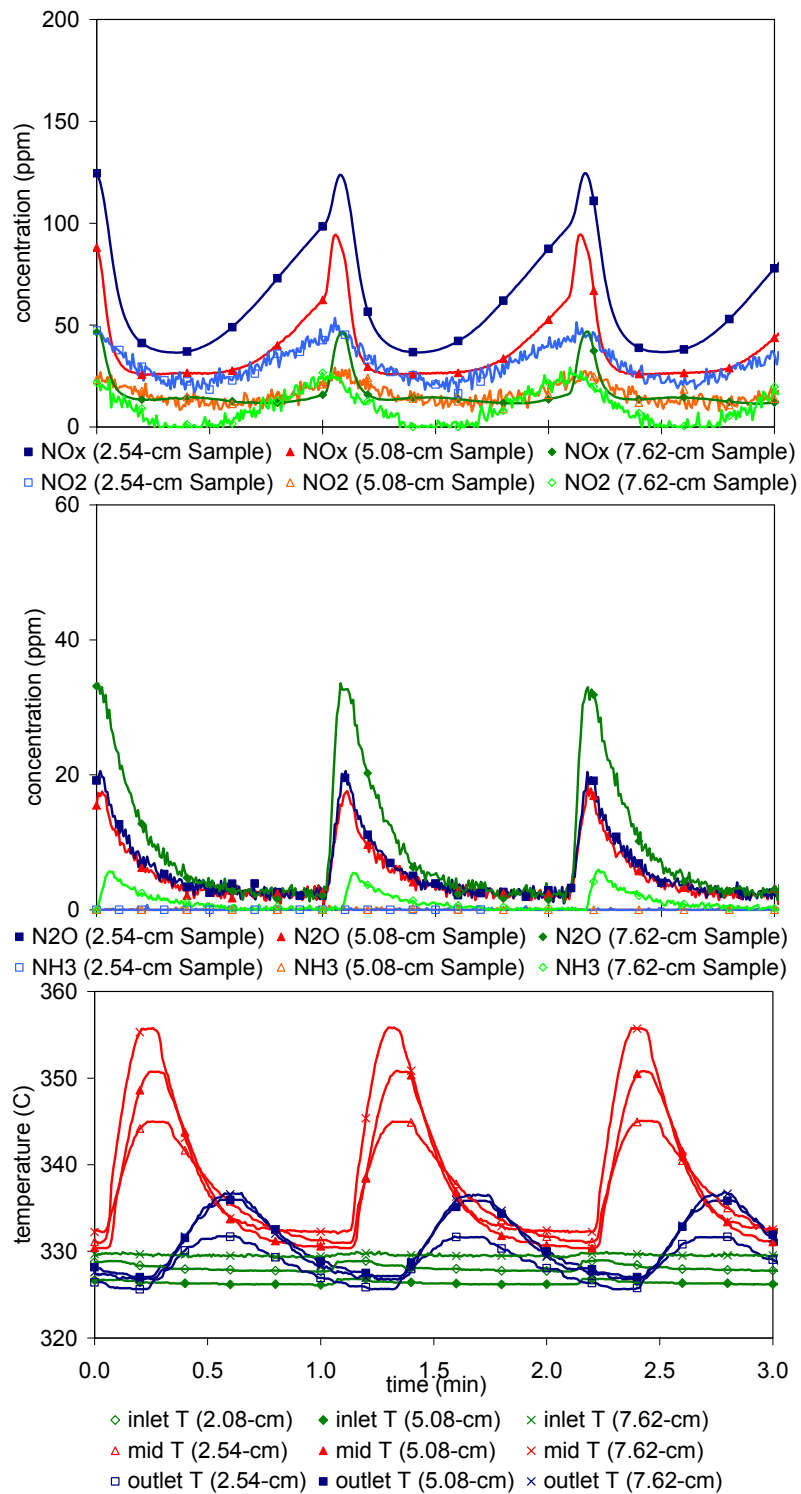 200
150
100
50
0
concentration (ppm)
NOx (2.54-cm Sample) NOx (5.08-cm Sample) NOx (7.62-cm Sample)
NO2 (2.54-cm Sample) NO2 (5.08-cm Sample) NO2 (7.62-cm Sample)
60
40
20
0
concentration (ppm)
N2O (2.54-cm Sample) N2O (5.08-cm Sample) N2O (7.62-cm Sample)
NH3 (2.54-cm Sample) NH3 (5.08-cm Sample) NH3 (7.62-cm Sample)
360
350
340
330
320
temperature (C)
0.0 0.5 1.0 1.5 2.0 2.5 3.0
time (min)
inlet T (2.08-cm) inlet T (5.08-cm) inlet T (7.62-cm)
mid T (2.54-cm) mid T (5.08-cm) mid T (7.62-cm)
outlet T (2.54-cm) outlet T (5.08-cm) outlet T (7.62-cm)